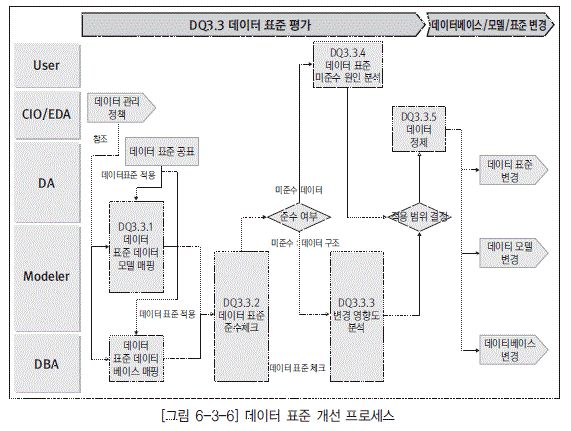 DQ3.3 데이터 표준 평가
데이터베이스/모델/표준 변경
User
CIO/EDA
DA
Modeler
DBA
데이터 관리
정책
참조
데이터 표준 공표
데이터표준 적용
DQ3.3.1
데이터
표준 데이터
모델 매핑
데이터 표준 적용
데이터
표준 데이터
베이스 매핑
DQ3.3.2
데이터 표준
준수체크
DQ3.3.4
데이터 표준
미준수 원인 분석
미준수 데이터
준수 여부
미준수 : 데이터 구조
DQ3.3.3
변경 영향도
분석
데이터 표준 체크
DQ3.3.5
데이터
정제
적용 범위 결정
데이터 표준
변경
데이터 모델
변경
데이터베이스
변경
[그림 6-3-6] 데이터 표준 개선 프로세스